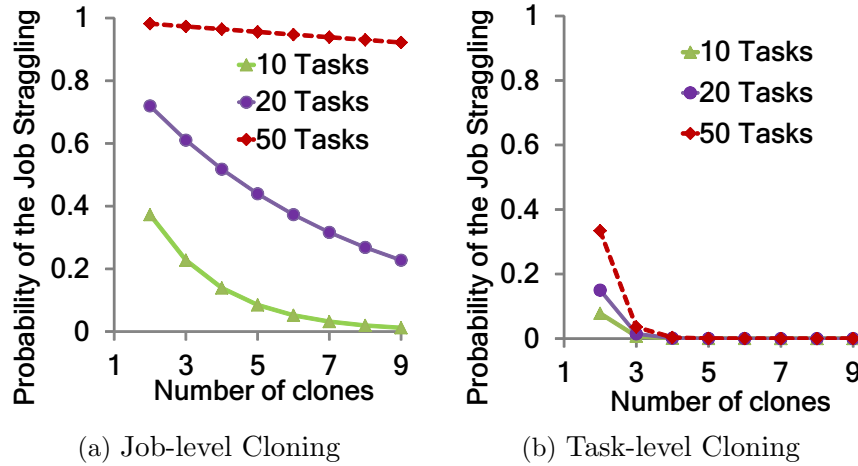 Probability of the Job Straggling
1
0.8
0.6
0.4
0.2
0
10 Tasks
20 Tasks
50 Tasks
1 3 5 7 9
Number of clones
(a) Job-level Cloning
Probability of the Job Straggling
1
0.8
0.6
0.4
0.2
0
10 Tasks
20 Tasks
50 Tasks
1 3 5 7 9
Number of clones
(b) Task-level Cloning